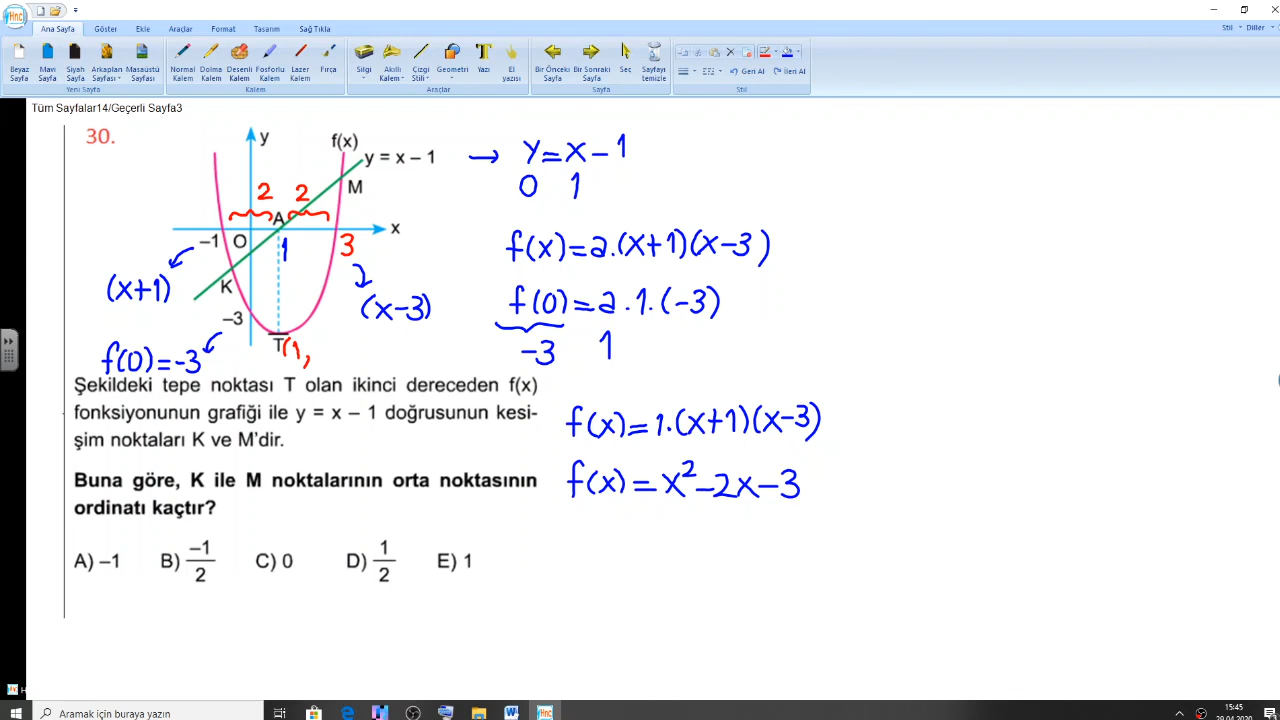 Hnc
Stil Diller
Ana Sayfa Göster Ekle Araçlar Format Tasarım Sağ Tıkla
Beyaz Sayfa Mavi Sayfa Siyah Sayfa Arkaplan Sayfası Masaüstü Sayfası
Normal Kalem Dolma Kalem Desenli Kalem Fosforlu Kalem Lazer Kalem Fırça
Silgi Akıllı Kalem Çizgi Stili Geometri Yazı El yazısı
Bir Önceki Sayfa Bir Sonraki Sayfa Seç Sayfayı temizle
Geri Al İleri Al
Yeni Sayfa Kalem Araçlar Sayfa Stil
Tüm Sayfalar14/Geçerli Sayfa3
30.
y
f(x)
y = x – 1
M
2 2
A
x
–1 O 1 3
(x+1)
K
(x-3)
–3
f(0)=-3
T(1,
→ y=x-1
0 1
f(x)=a.(x+1)(x-3)
f(0)=a.1.(-3)
-3 1
f(x)=1.(x+1)(x-3)
f(x)=x²-2x-3
Şekildeki tepe noktası T olan ikinci dereceden f(x)
fonksiyonunun grafiği ile y = x – 1 doğrusunun kesi-
şim noktaları K ve M’dir.
Buna göre, K ile M noktalarının orta noktasının
ordinatı kaçtır?
A) –1 B) –1/2 C) 0 D) 1/2 E) 1
Aramak için buraya yazın
15:45
29.04.2020